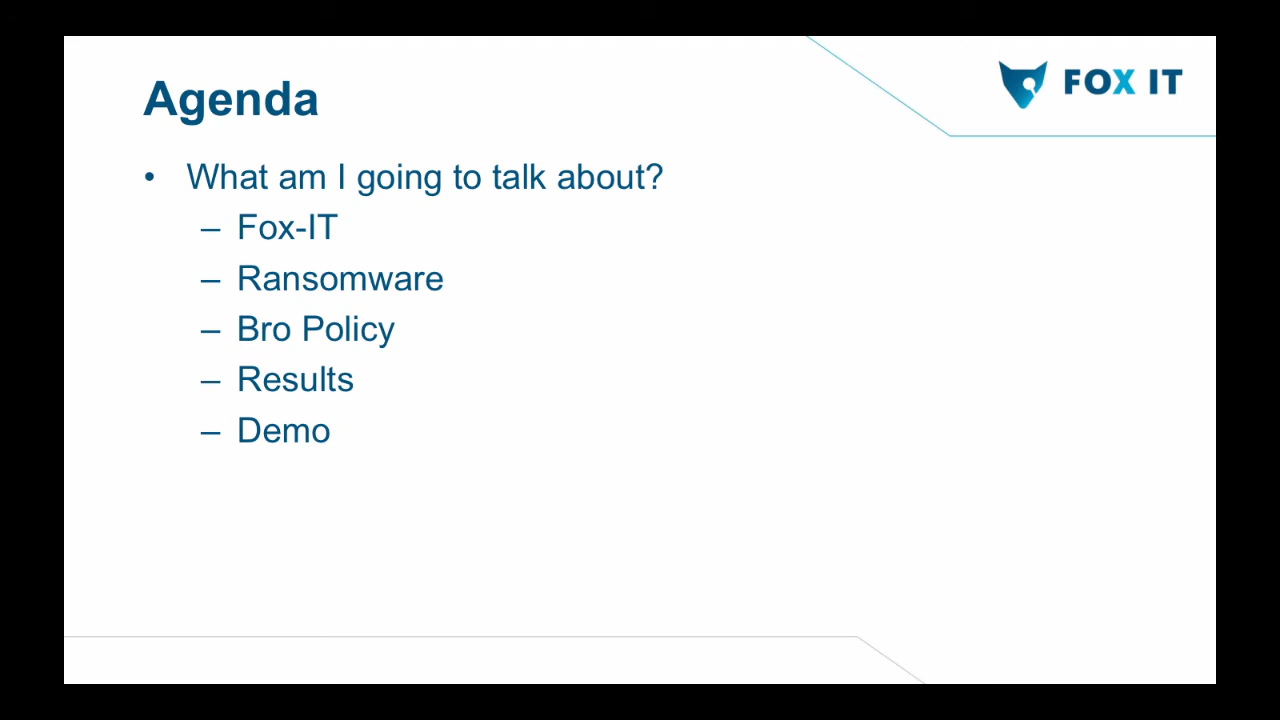 FOX IT
Agenda
• What am I going to talk about?
– Fox-IT
– Ransomware
– Bro Policy
– Results
– Demo